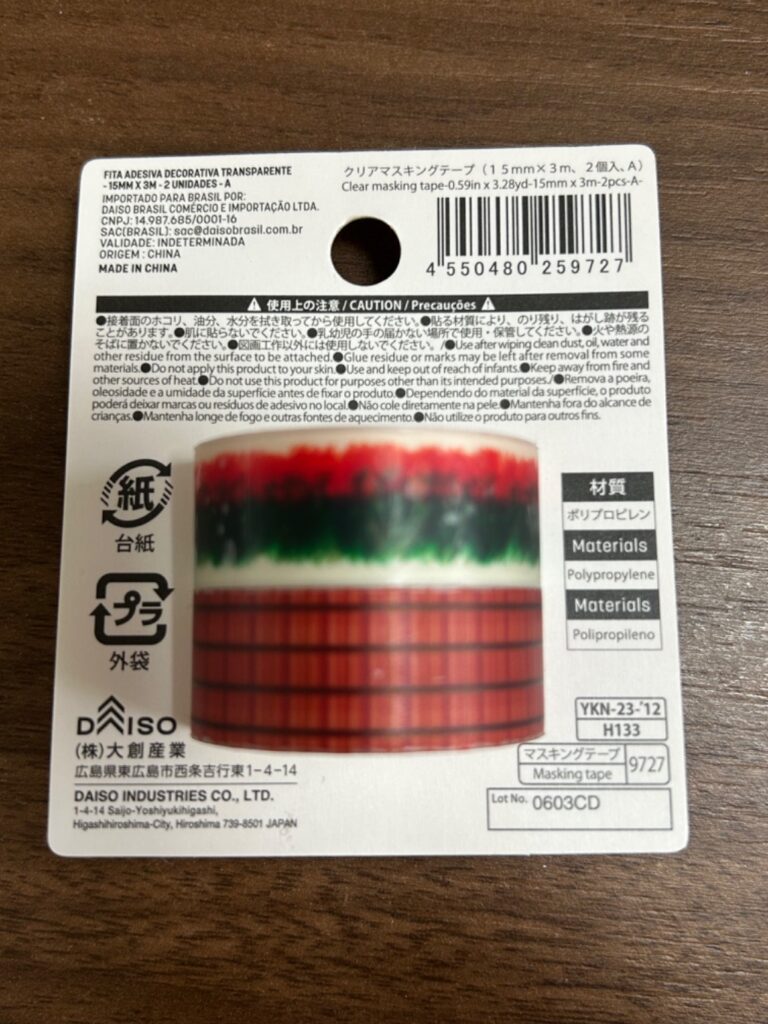 FITA ADESIVA DECORATIVA TRANSPARENTE
- 15MM X 3M - 2 UNIDADES - A
IMPORTADO PARA BRASIL POR:
DAISO BRASIL COMÉRCIO E IMPORTAÇÃO LTDA.
CNPJ: 14.987.685/0001-16
SAC(BRASIL): sac@daisobrasil.com.br
VALIDADE: INDETERMINADA
ORIGEM : CHINA
MADE IN CHINA
クリアマスキングテープ（15mm×3m、2個入、A）
Clear masking tape-0.59in x 3.28yd-15mm x 3m-2pcs-A-
4 550480 259727
使用上の注意 / CAUTION / Precauções
●接着面のホコリ、油分、水分を拭き取ってから使用してください。●貼る材質により、のり残り、はがし跡が残る
ことがあります。●肌に貼らないでください。●乳幼児の手の届かない場所で使用・保管してください。●火や熱源の
そばに置かないでください。●図画工作以外には使用しないでください。/●Use after wiping clean dust, oil, water and
other residue from the surface to be attached.●Glue residue or marks may be left after removal from some
materials.●Do not apply this product to your skin.●Use and keep out of reach of infants.●Keep away from fire and
other sources of heat.●Do not use this product for purposes other than its intended purposes./●Remova a poeira,
oleosidade e a umidade da superfície antes de fixar o produto.●Dependendo do material da superfície, o produto
poderá deixar marcas ou resíduos de adesivo no local.●Não cole diretamente na pele.●Mantenha fora do alcance de
crianças.●Mantenha longe de fogo e outras fontes de aquecimento.●Não utilize o produto para outros fins.
紙
台紙
プラ
外袋
材質
ポリプロピレン
Materials
Polypropylene
Materials
Polipropileno
DAISO
(株)大創産業
広島県東広島市西条吉行東1-4-14
DAISO INDUSTRIES CO., LTD.
1-4-14 Saijo-Yoshiyukihigashi,
Higashihiroshima-City, Hiroshima 739-8501 JAPAN
YKN-23-'12
H133
マスキングテープ
Masking tape
9727
Lot No. 0603CD